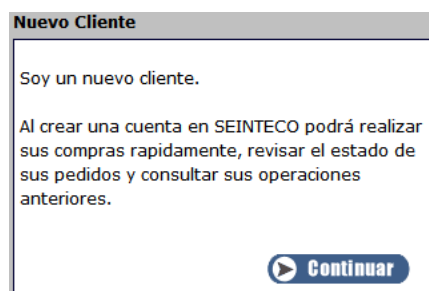 Nuevo Cliente
Soy un nuevo cliente.
Al crear una cuenta en SEINTECO podrá realizar
sus compras rapidamente, revisar el estado de
sus pedidos y consultar sus operaciones
anteriores.
Continuar